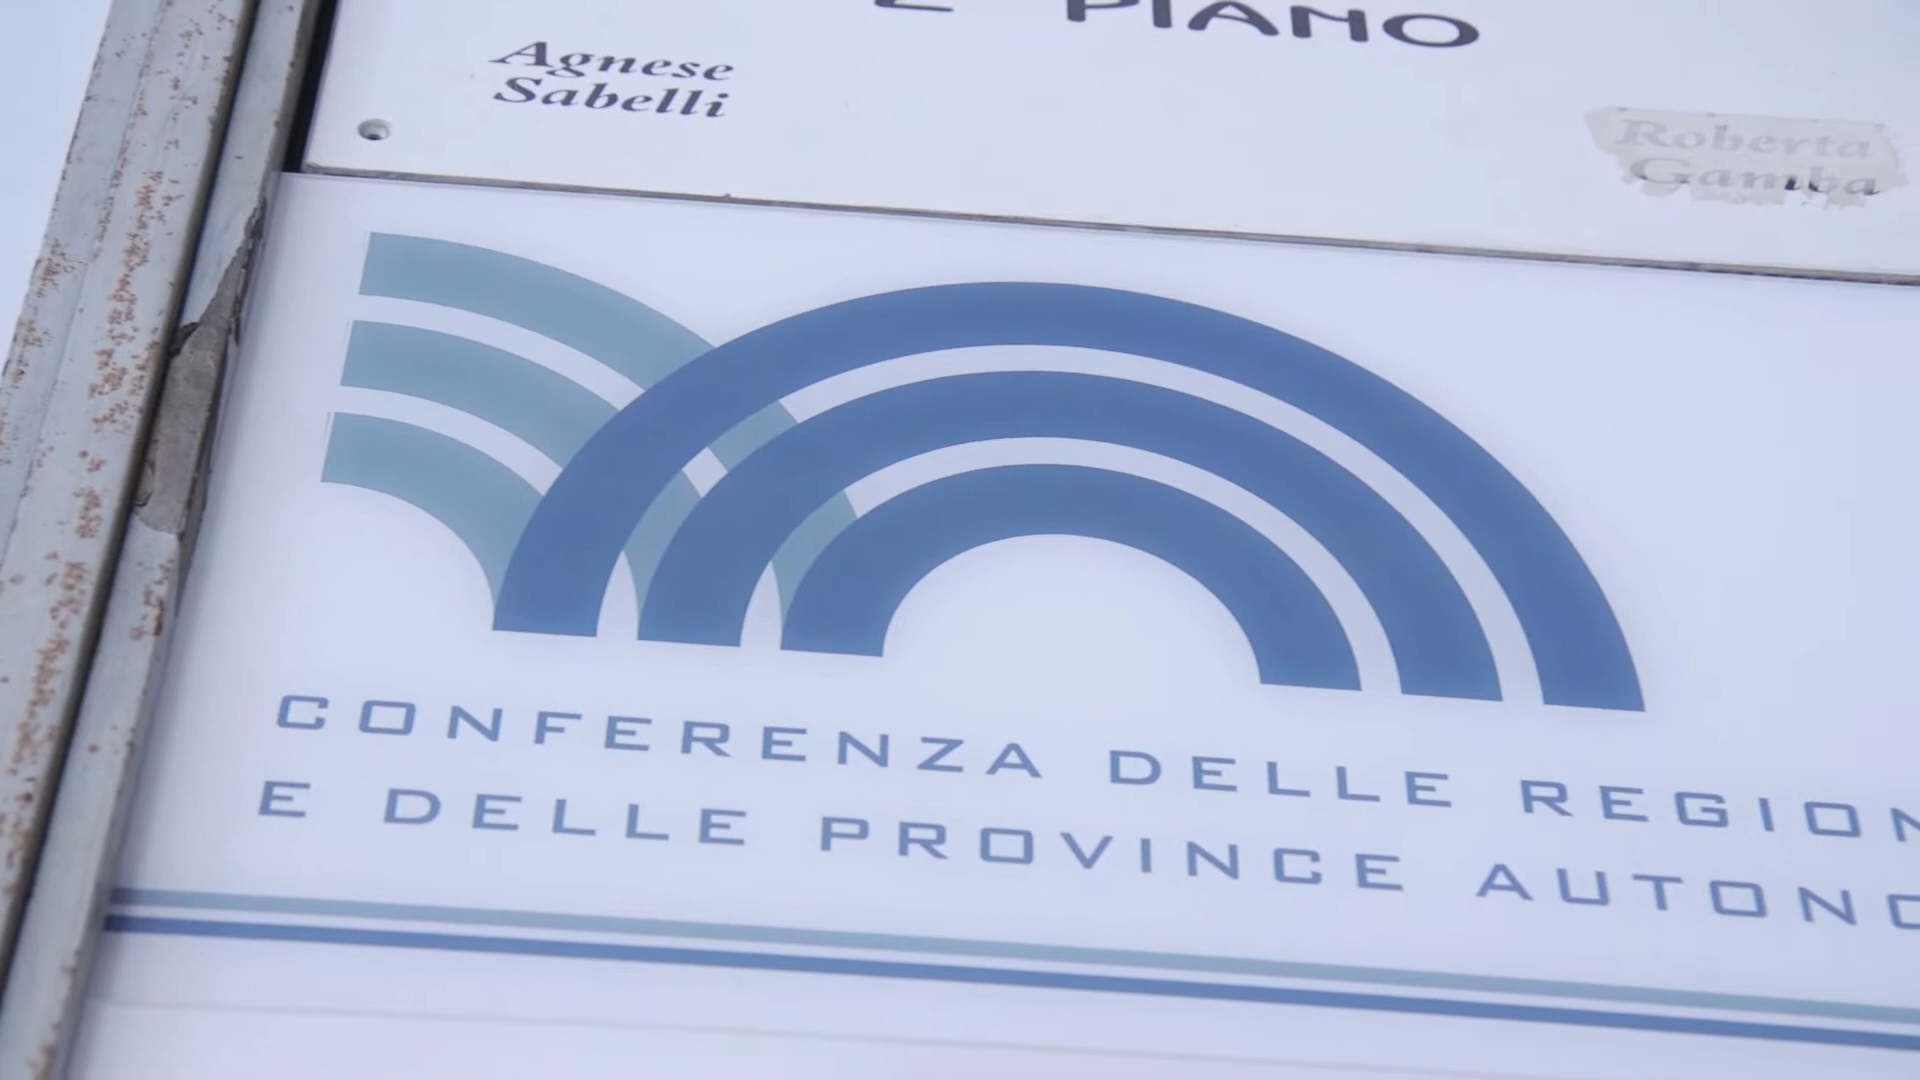 PIANO
Agnese
Sabelli
Roberta
Gamba
CONFERENZA DELLE REGION
E DELLE PROVINCE AUTONO